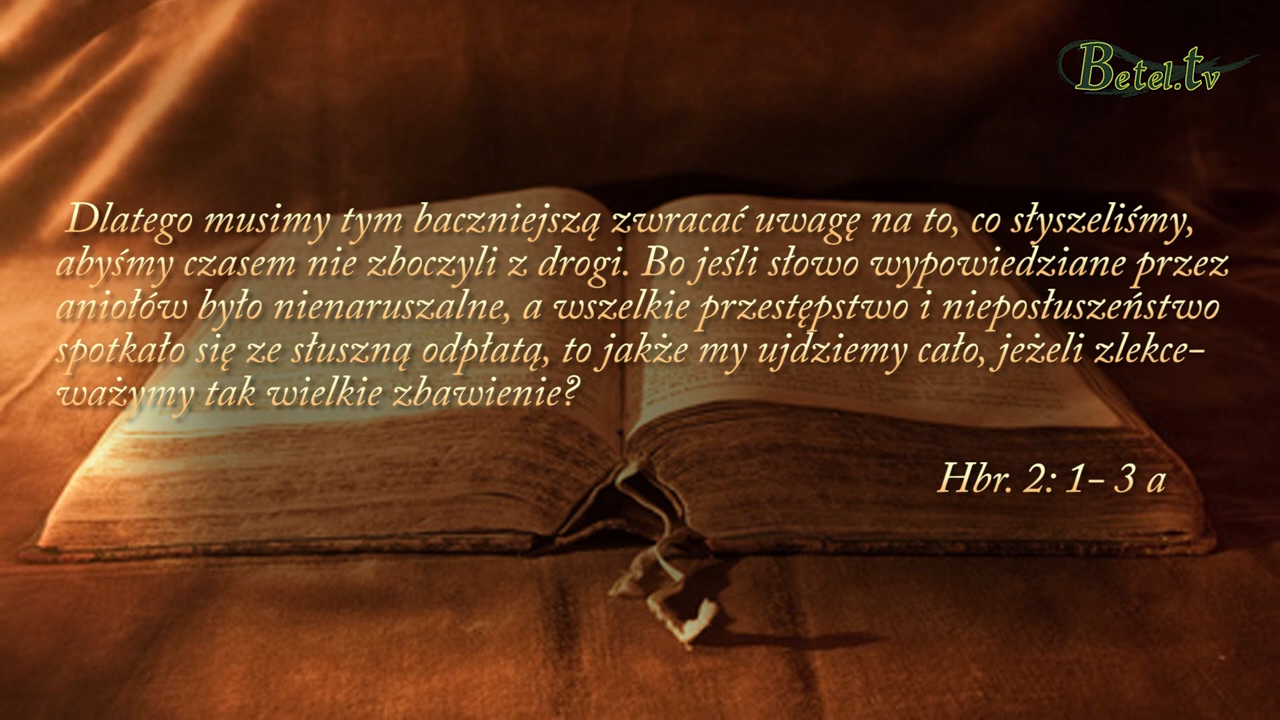 Betel.tv
Dlatego musimy tym baczniejszą zwracać uwagę na to, co słyszeliśmy,
abyśmy czasem nie zboczyli z drogi. Bo jeśli słowo wypowiedziane przez
aniołów było nienaruszalne, a wszelkie przestępstwo i nieposłuszeństwo
spotkało się ze słuszną odpłatą, to jakże my ujdziemy cało, jeżeli zlekce-
ważymy tak wielkie zbawienie?
Hbr. 2: 1- 3 a